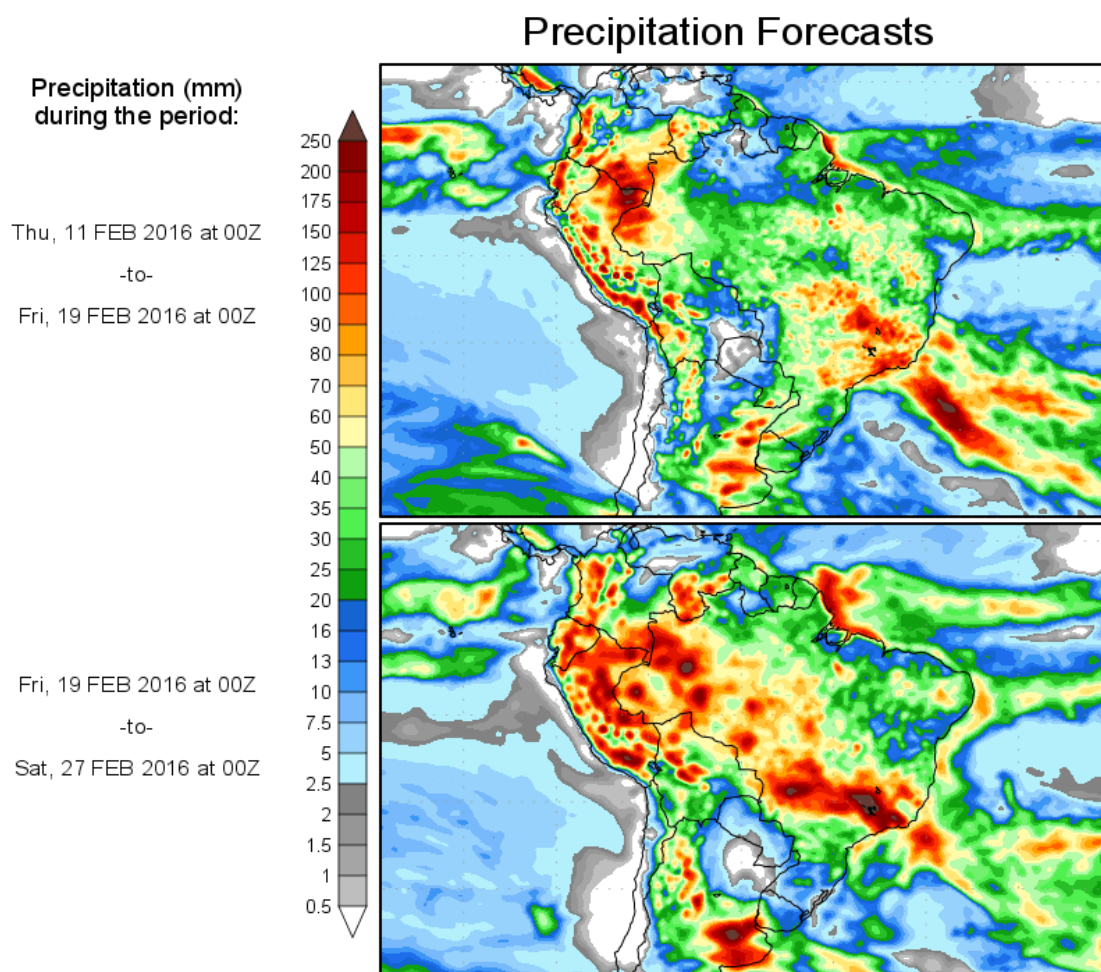 Precipitation Forecasts
Precipitation (mm)
during the period:
Thu, 11 FEB 2016 at 00Z
-to-
Fri, 19 FEB 2016 at 00Z
Fri, 19 FEB 2016 at 00Z
-to-
Sat, 27 FEB 2016 at 00Z
250
200
175
150
125
100
90
80
70
60
50
40
35
30
25
20
16
13
10
7.5
5
2.5
2
1.5
1
0.5